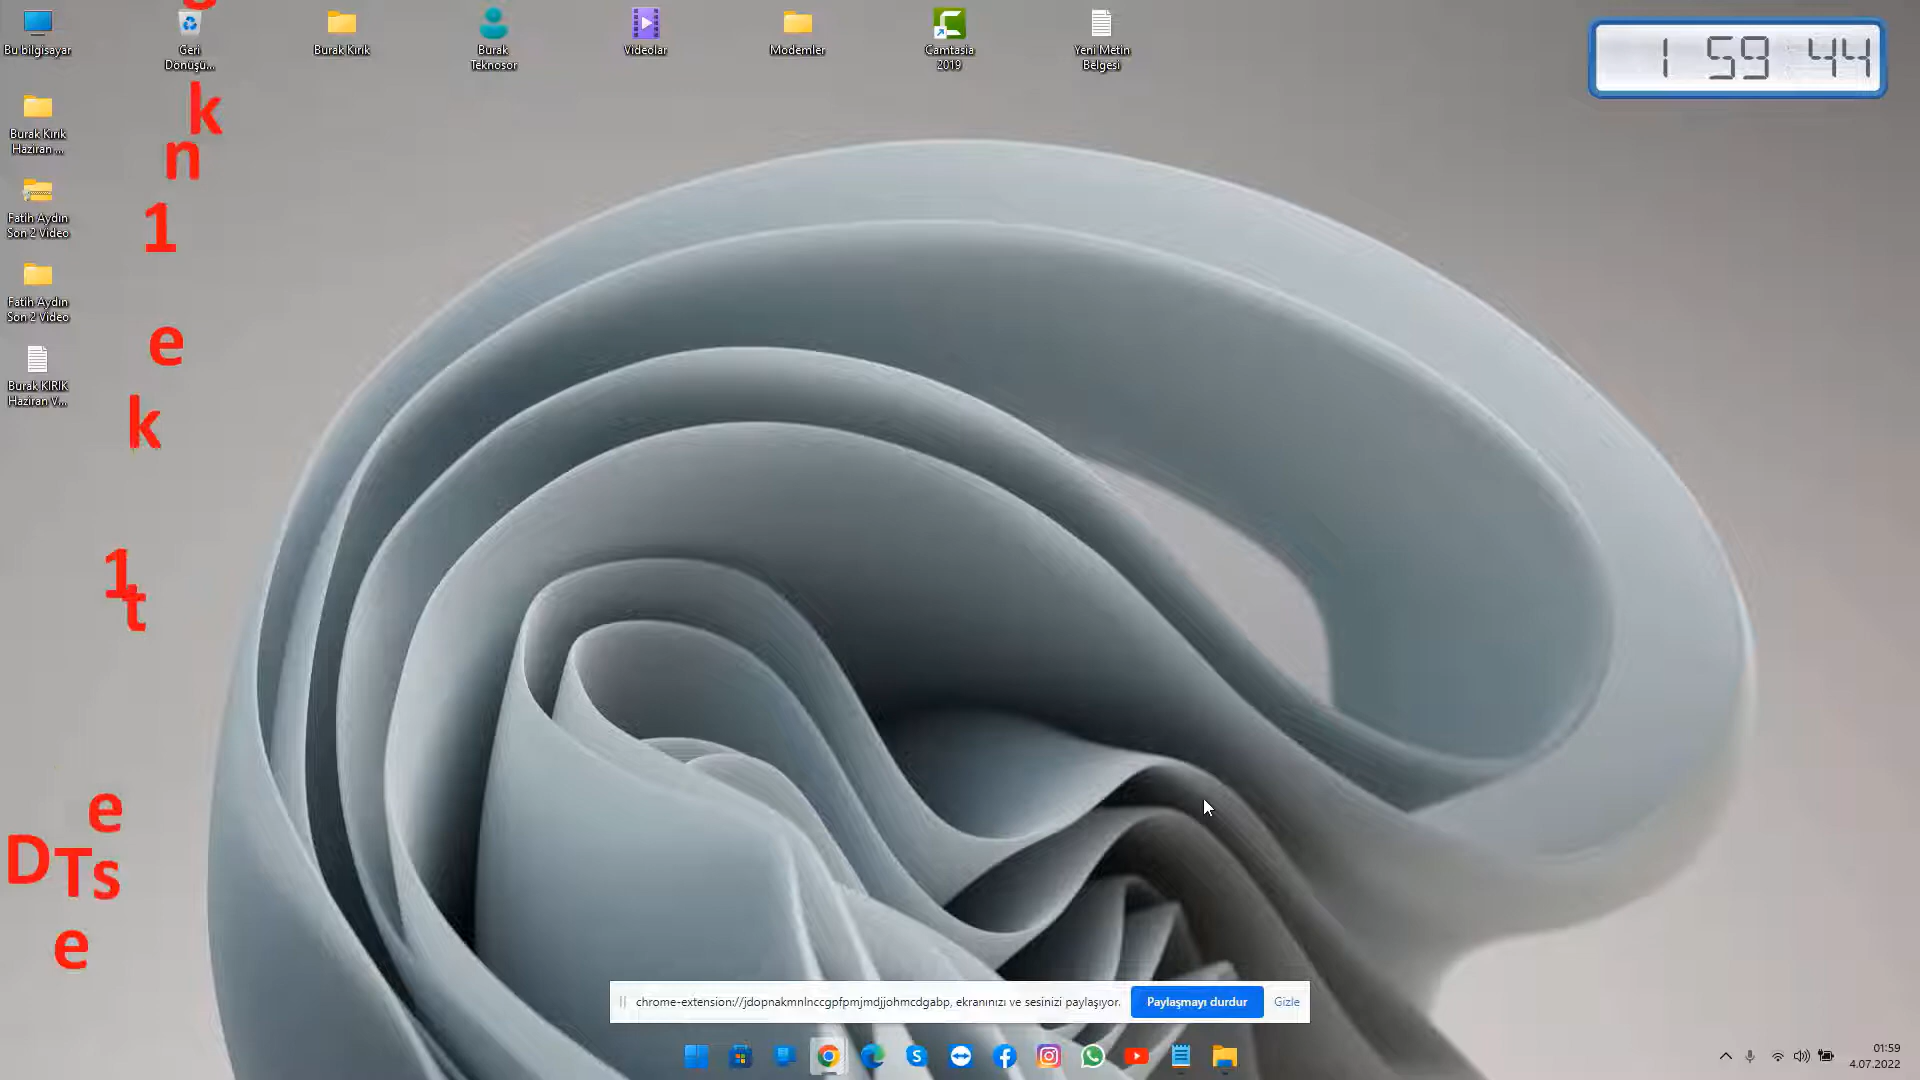 Bu bilgisayar
Geri
Dönüşü...
Burak Kırık
Burak
Teknosor
Videolar
Modemler
Camtasia
2019
Yeni Metin
Belgesi
1 59 44
Burak Kırık
Haziran ...
Fatih Aydın
Son 2 Video
Fatih Aydın
Son 2 Video
Burak KIRIK
Haziran V...
k
n
1
e
k
1
t
e
D
T
s
e
chrome-extension://jdopnakmnlnccgpfpmjmdjjohmcdgabp, ekranınızı ve sesinizi paylaşıyor.
Paylaşmayı durdur
Gizle
01:59
4.07.2022